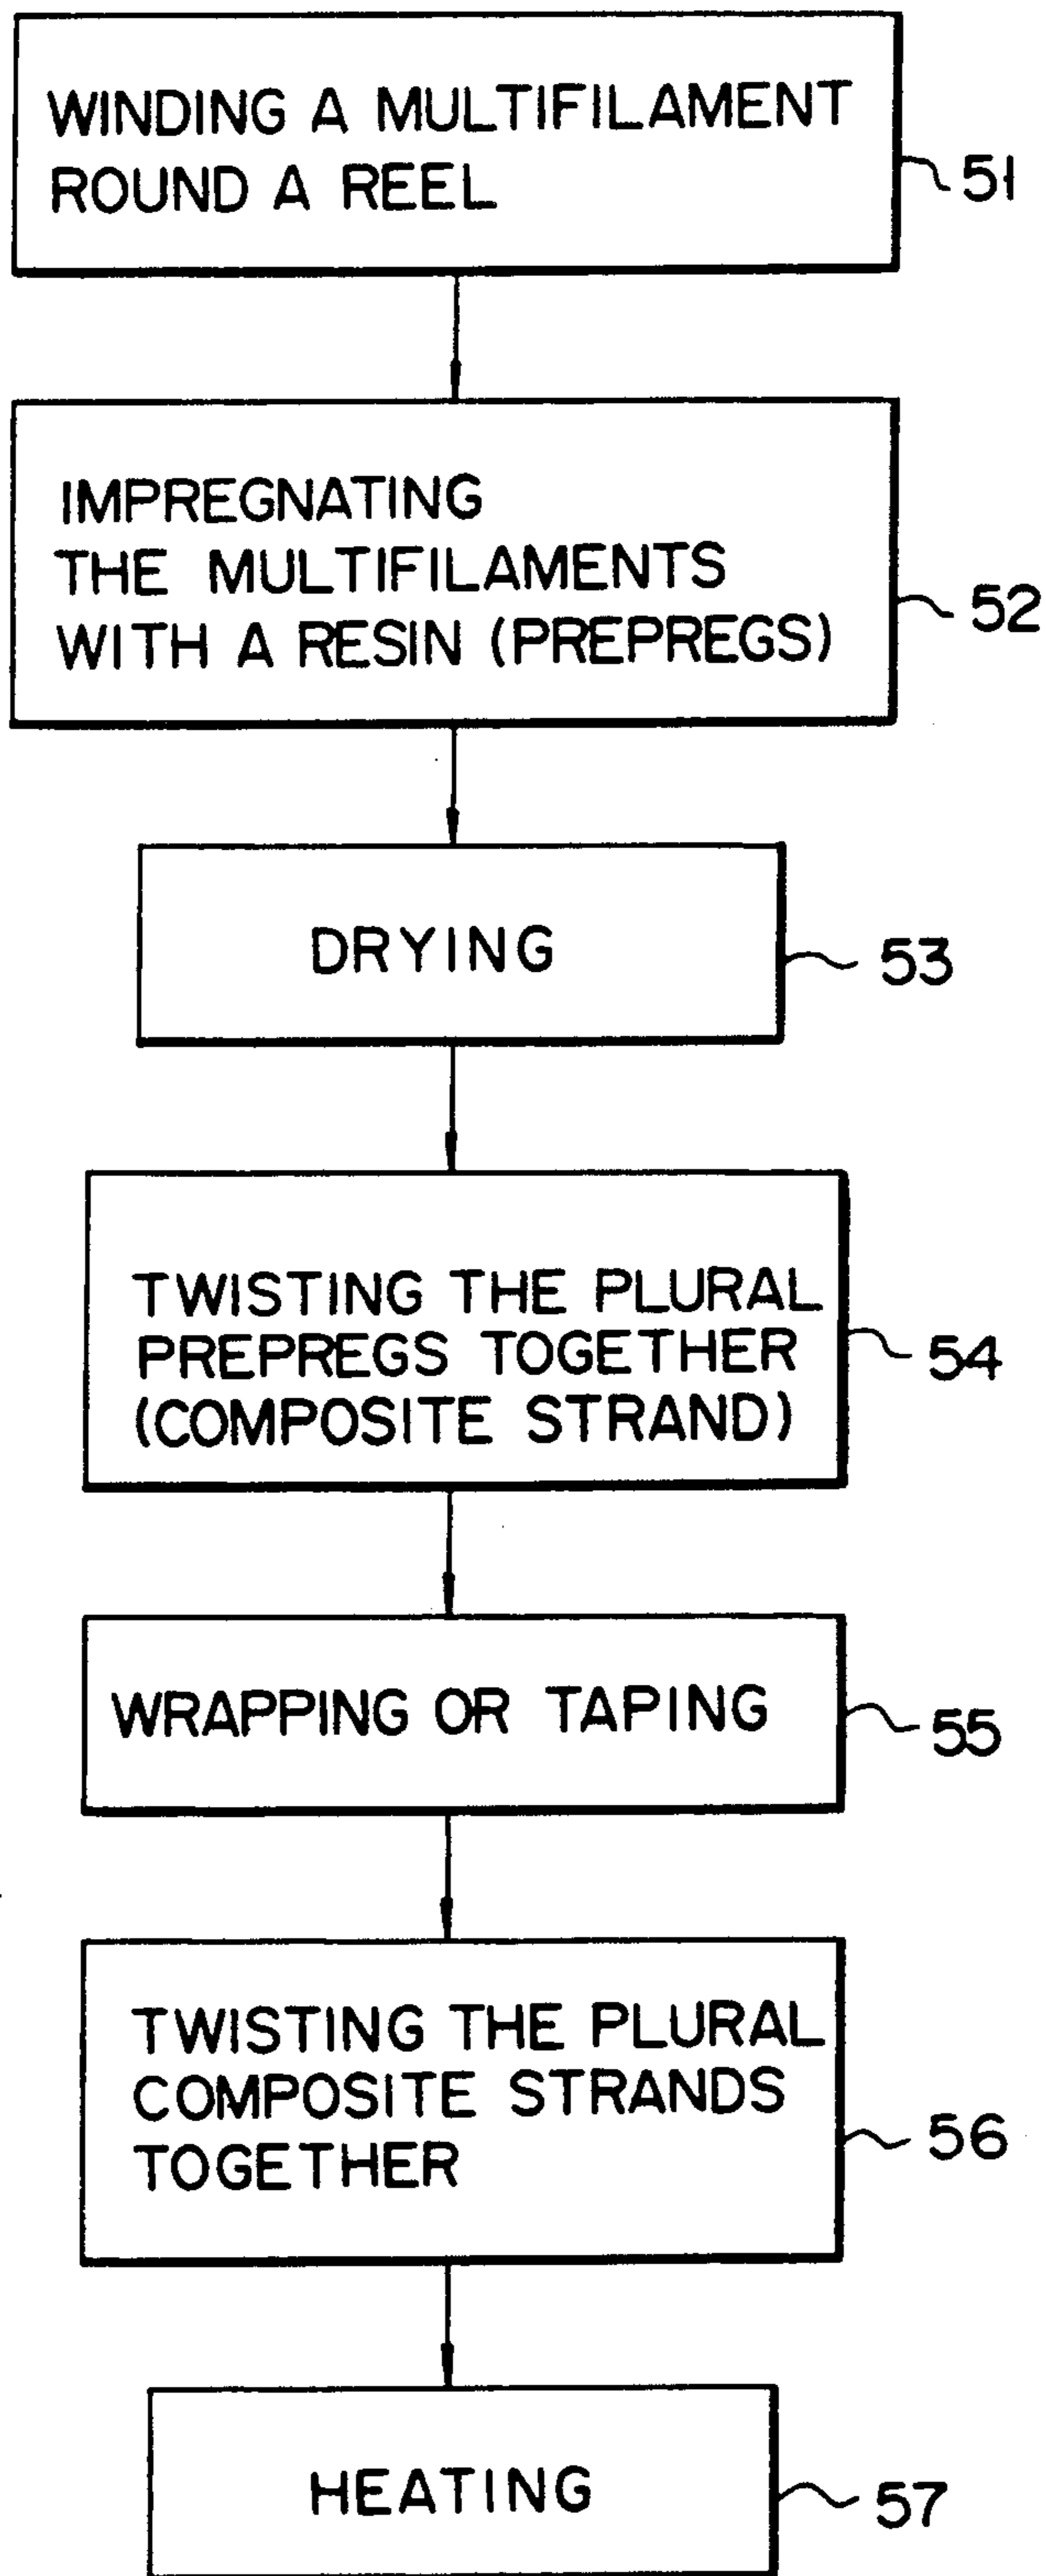 WINDING A MULTIFILAMENT
ROUND A REEL
51
IMPREGNATING
THE MULTIFILAMENTS
WITH A RESIN (PREPREGS)
52
DRYING
53
TWISTING THE PLURAL
PREPREGS TOGETHER
(COMPOSITE STRAND)
54
WRAPPING OR TAPING
55
TWISTING THE PLURAL
COMPOSITE STRANDS
TOGETHER
56
HEATING
57